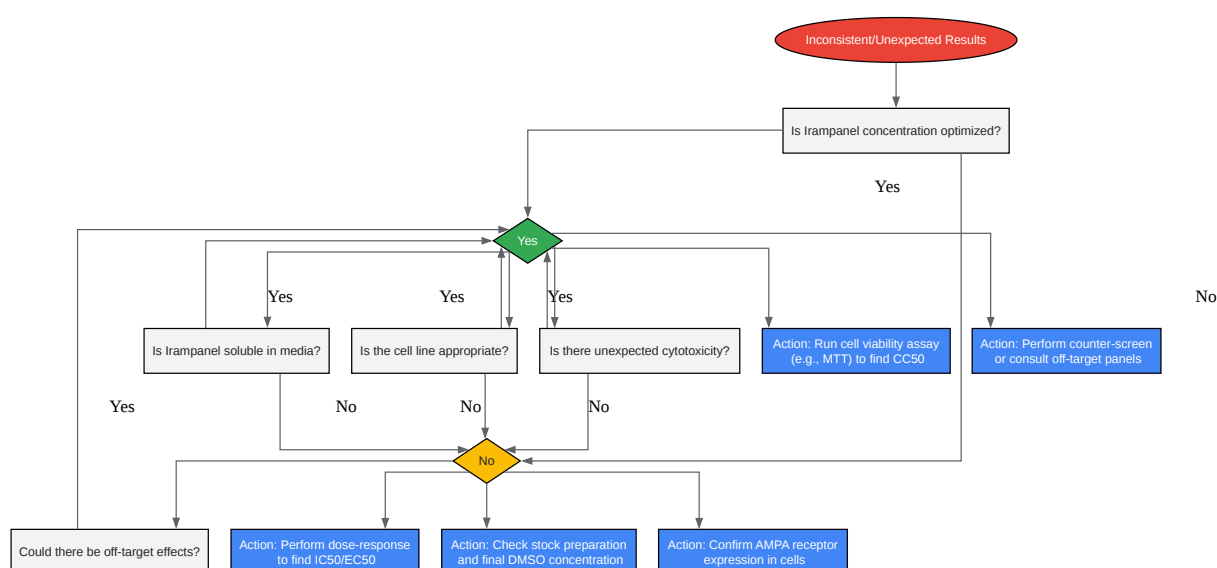 Inconsistent/Unexpected Results
Is Irampanel concentration optimized?
Yes
Yes
Yes
Yes
Yes
No
Is Irampanel soluble in media?
Is the cell line appropriate?
Is there unexpected cytotoxicity?
Action: Run cell viability assay
(e.g., MTT) to find CC50
Action: Perform counter-screen
or consult off-target panels
Yes
No
No
No
No
Could there be off-target effects?
Action: Perform dose-response
to find IC50/EC50
Action: Check stock preparation
and final DMSO concentration
Action: Confirm AMPA receptor
expression in cells